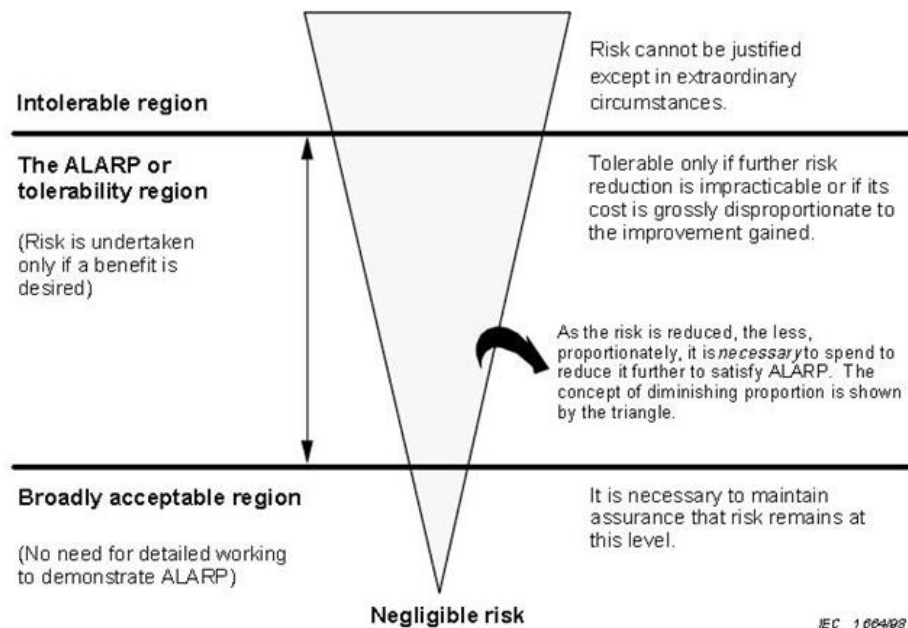 Risk cannot be justified
except in extraordinary
circumstances.
Intolerable region
The ALARP or
tolerability region
(Risk is undertaken
only if a benefit is
desired)
Tolerable only if further risk
reduction is impracticable or if its
cost is grossly disproportionate to
the improvement gained.
As the risk is reduced, the less,
proportionately, it is necessary to spend to
reduce it further to satisfy ALARP. The
concept of diminishing proportion is shown
by the triangle.
Broadly acceptable region
(No need for detailed working
to demonstrate ALARP)
It is necessary to maintain
assurance that risk remains at
this level.
Negligible risk
IEC 1 664/98